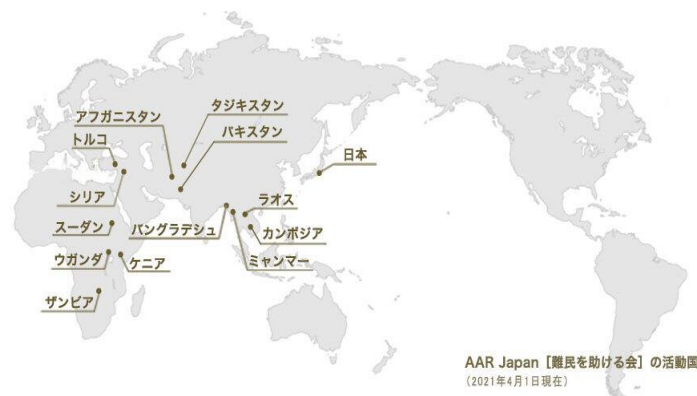 タジキスタン
アフガニスタン
パキスタン
トルコ
日本
シリア
ラオス
スーダン
バングラデシュ
カンボジア
ウガンダ
ケニア
ミャンマー
ザンビア
AAR Japan［難民を助ける会］の活動国
（2021年4月1日現在）